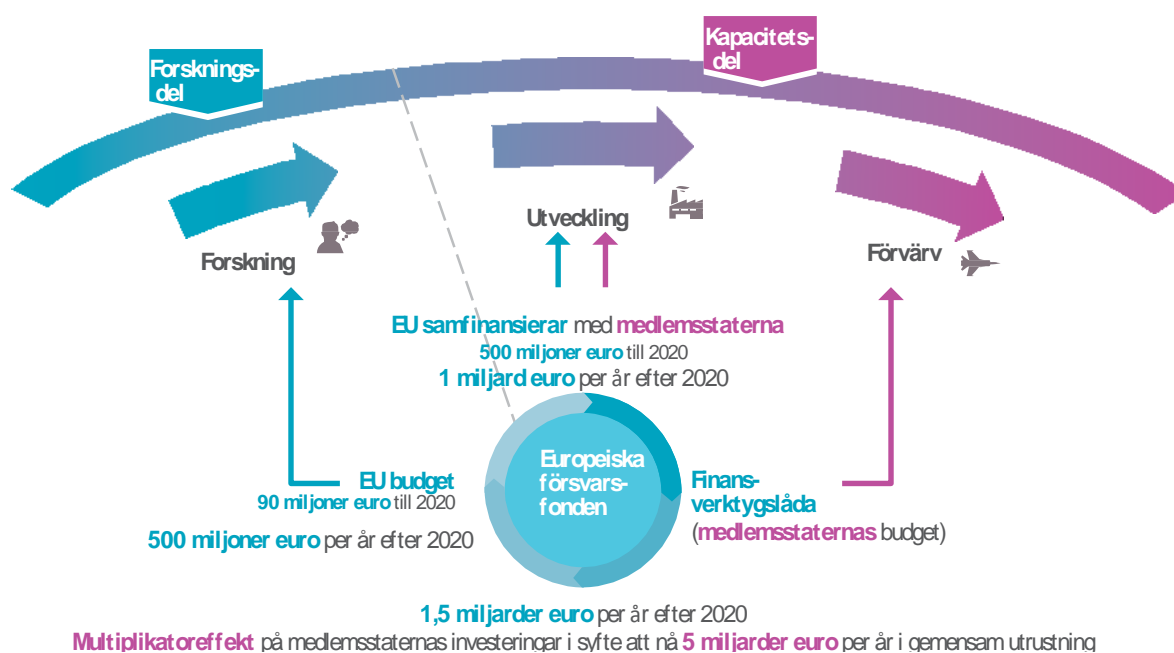 Forsknings-
del
Kapacitets-
del
Forskning
Utveckling
Förvärv
EU samfinansierar med medlemsstaterna
500 miljoner euro till 2020
1 miljard euro per år efter 2020
EU budget
90 miljoner euro till 2020
500 miljoner euro per år efter 2020
Europeiska
försvars-
fonden
Finans-
verktygslåda
(medlemsstaternas budget)
1,5 miljarder euro per år efter 2020
Multiplikatoreffekt på medlemsstaternas investeringar i syfte att nå 5 miljarder euro per år i gemensam utrustning